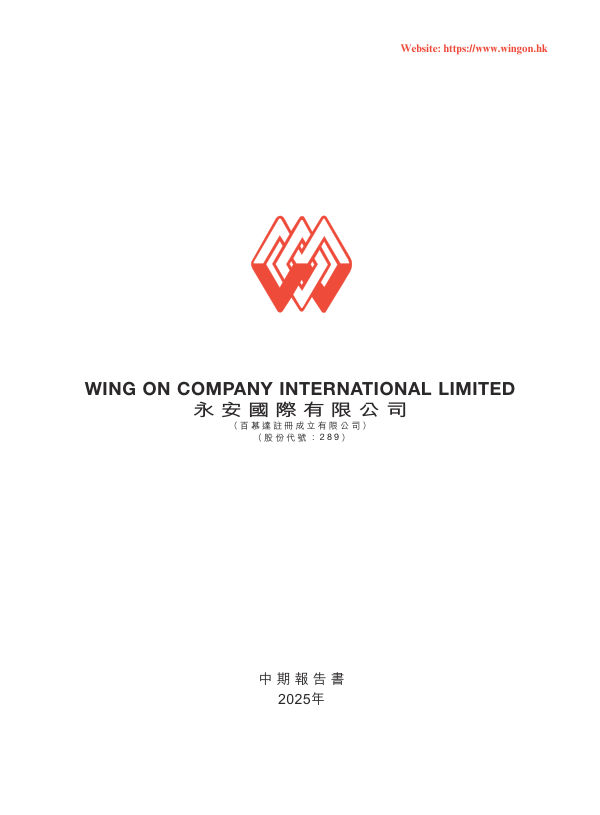 Website: https://www.wingon.hk
WING ON COMPANY INTERNATIONAL LIMITED
永安國際有限公司
（百慕達註冊成立有限公司）
（股份代號：289）
中期報告書
2025年